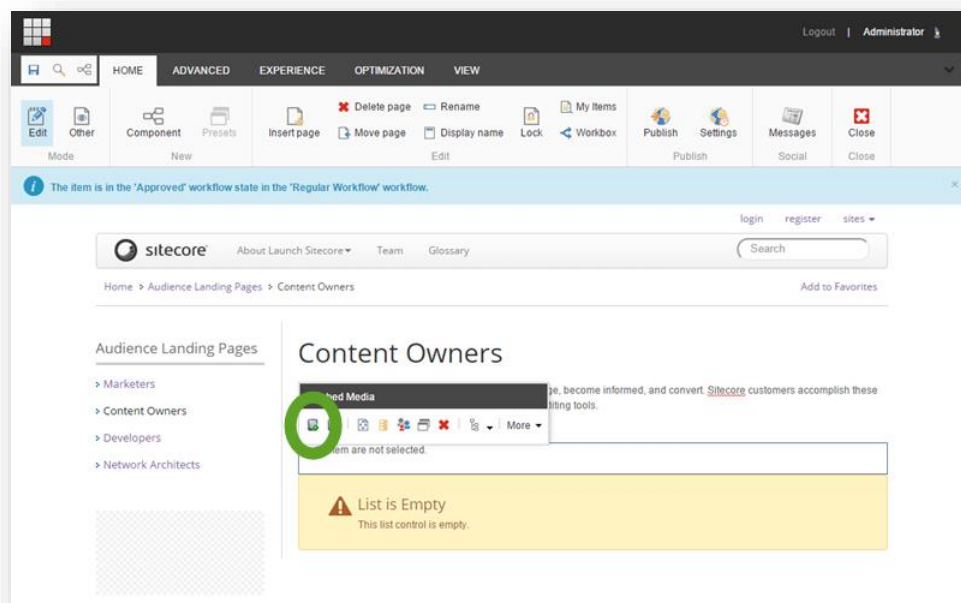 Logout | Administrator
HOME ADVANCED EXPERIENCE OPTIMIZATION VIEW
Edit Other Component Presets Insert page Delete page Rename Lock My Items Publish Settings Messages Close
Move page Display name Workbox
Mode New Edit Publish Social Close
The item is in the 'Approved' workflow state in the 'Regular Workflow' workflow.
login register sites
sitecore About Launch Sitecore Team Glossary Search
Home > Audience Landing Pages > Content Owners Add to Favorites
Audience Landing Pages
> Marketers
> Content Owners
> Developers
> Network Architects
Content Owners
become informed, and convert. Sitecore customers accomplish these
tools.
Media
More
are not selected.
List is Empty
This list control is empty.